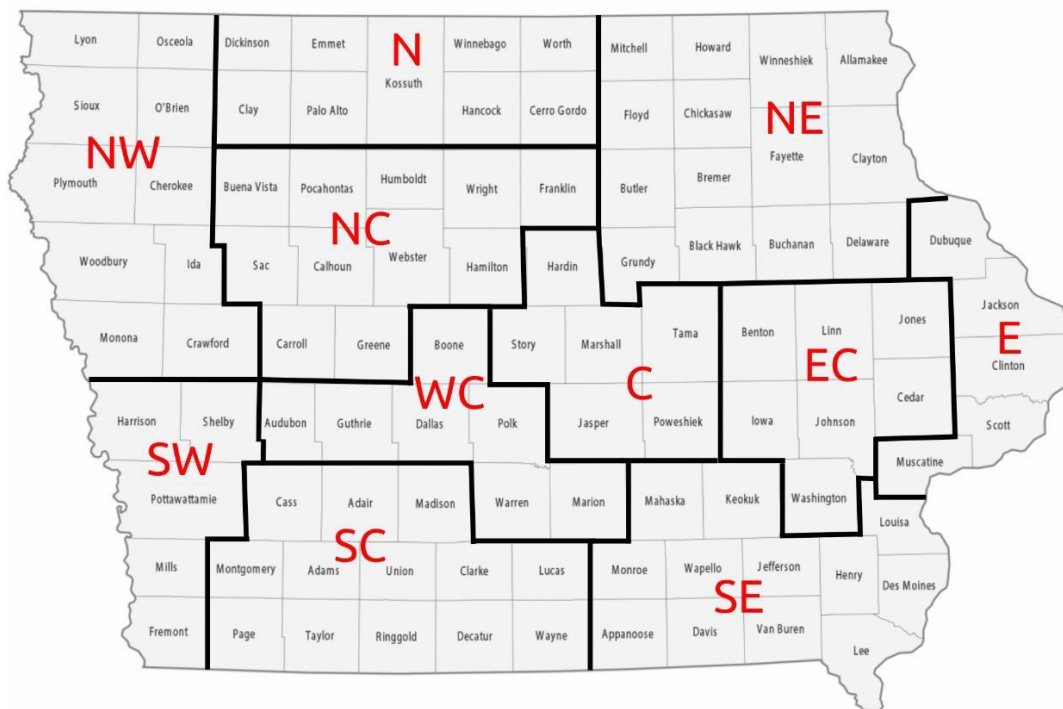 Lyon
Osceola
Dickinson
Emmet
N
Kossuth
Winnebago
Worth
Mitchell
Howard
Winneshiek
Allamakee
Sioux
O'Brien
Clay
Palo Alto
Hancock
Cerro Gordo
Floyd
Chickasaw
NE
Fayette
Clayton
NW
Plymouth
Cherokee
Buena Vista
Pocahontas
Humboldt
Wright
Franklin
Butler
Bremer
NC
Woodbury
Ida
Sac
Calhoun
Webster
Hamilton
Hardin
Grundy
Black Hawk
Buchanan
Delaware
Dubuque
Jackson
Monona
Crawford
Carroll
Greene
Boone
Story
Marshall
Tama
Benton
Linn
Jones
E
Clinton
WC
C
EC
Harrison
Shelby
Audubon
Guthrie
Dallas
Polk
Jasper
Poweshiek
Iowa
Johnson
Cedar
Scott
SW
Pottawattamie
Cass
Adair
Madison
Warren
Marion
Mahaska
Keokuk
Washington
Muscatine
Louisa
SC
Mills
Montgomery
Adams
Union
Clarke
Lucas
Monroe
Wapello
Jefferson
Henry
Des Moines
SE
Fremont
Page
Taylor
Ringgold
Decatur
Wayne
Appanoose
Davis
Van Buren
Lee